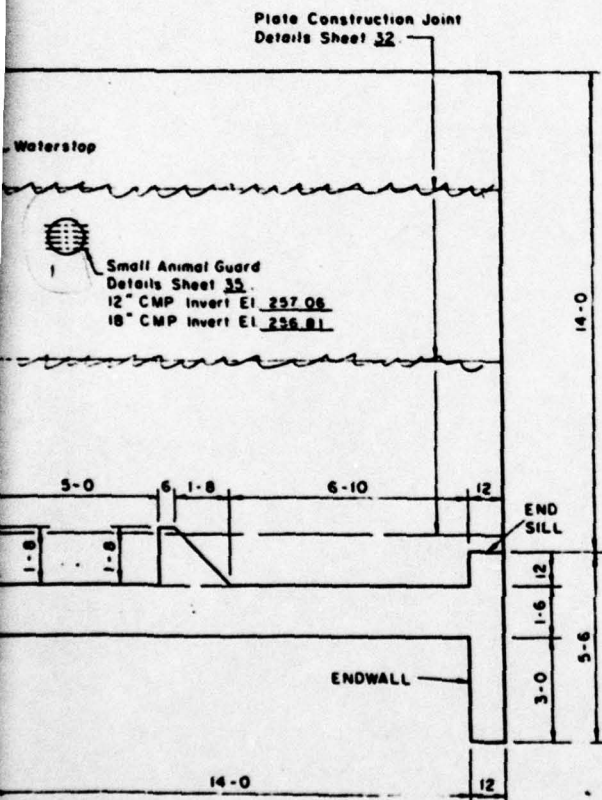 Plate Construction Joint
Details Sheet 32
Waterstop
Small Animal Guard
Details Sheet 35
12" CMP Invert El. 257.06
18" CMP Invert El. 256.81
14-0
5-0
6
1-8
6-10
12
END
SILL
1-8
1-8
12
1-6
5-6
3-0
ENDWALL
14-0
12